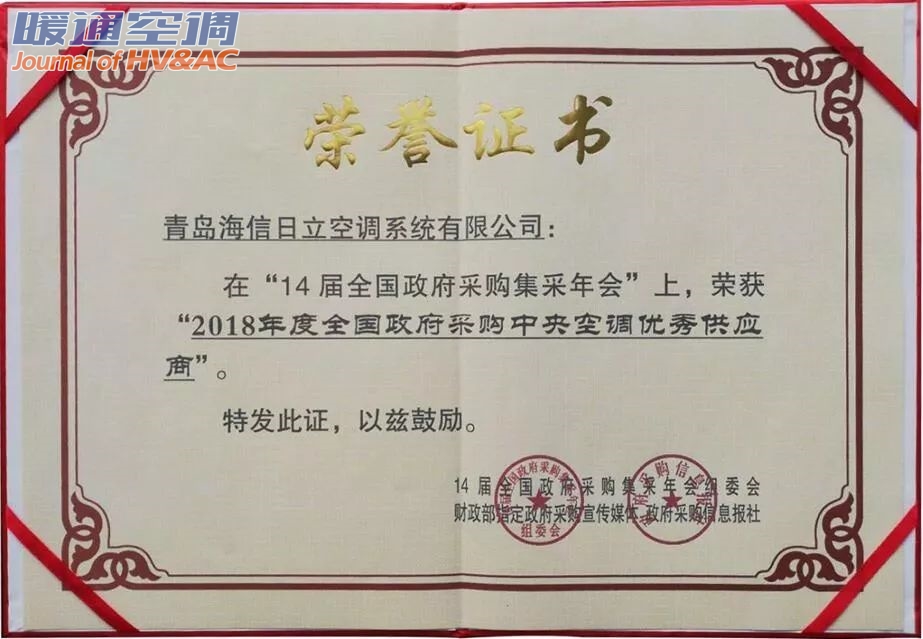 暖通空调
Journal of HV&AC
荣誉证书
青岛海信日立空调系统有限公司：
在“14届全国政府采购集采年会”上，荣获
“2018年度全国政府采购中央空调优秀供应
商”。
特发此证，以兹鼓励。
14届全国政府采购集采年会组委会
财政部指定政府采购宣传媒体 政府采购信息报社
组委会